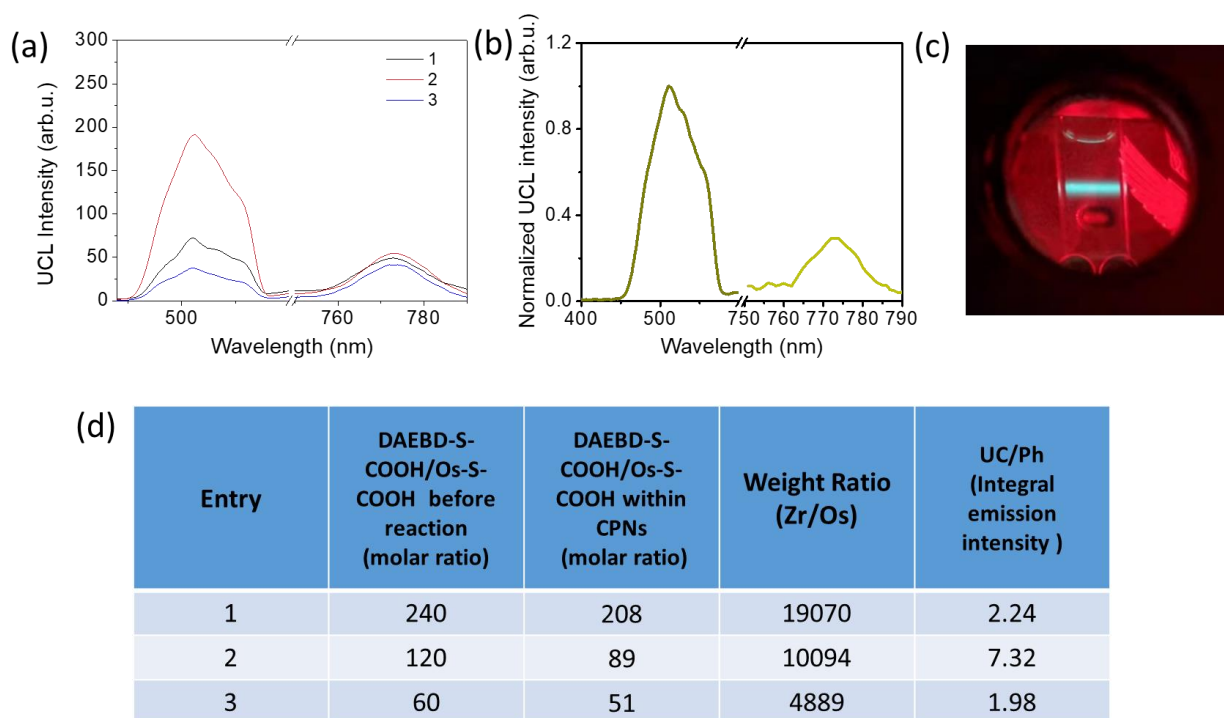 (a)
300
250
200
150
100
50
0
UCL Intensity (arb.u.)
1
2
3
500
760
780
Wavelength (nm)
(b)
1.2
0.8
0.4
0.0
Normalized UCL intensity (arb.u.)
400
500
750
760
770
780
790
Wavelength (nm)
(c)
(d)
Entry
DAEBD-S-
COOH/Os-S-
COOH before
reaction
(molar ratio)
DAEBD-S-
COOH/Os-S-
COOH within
CPNs
(molar ratio)
Weight Ratio
(Zr/Os)
UC/Ph
(Integral
emission
intensity )
1 240 208 19070 2.24
2 120 89 10094 7.32
3 60 51 4889 1.98